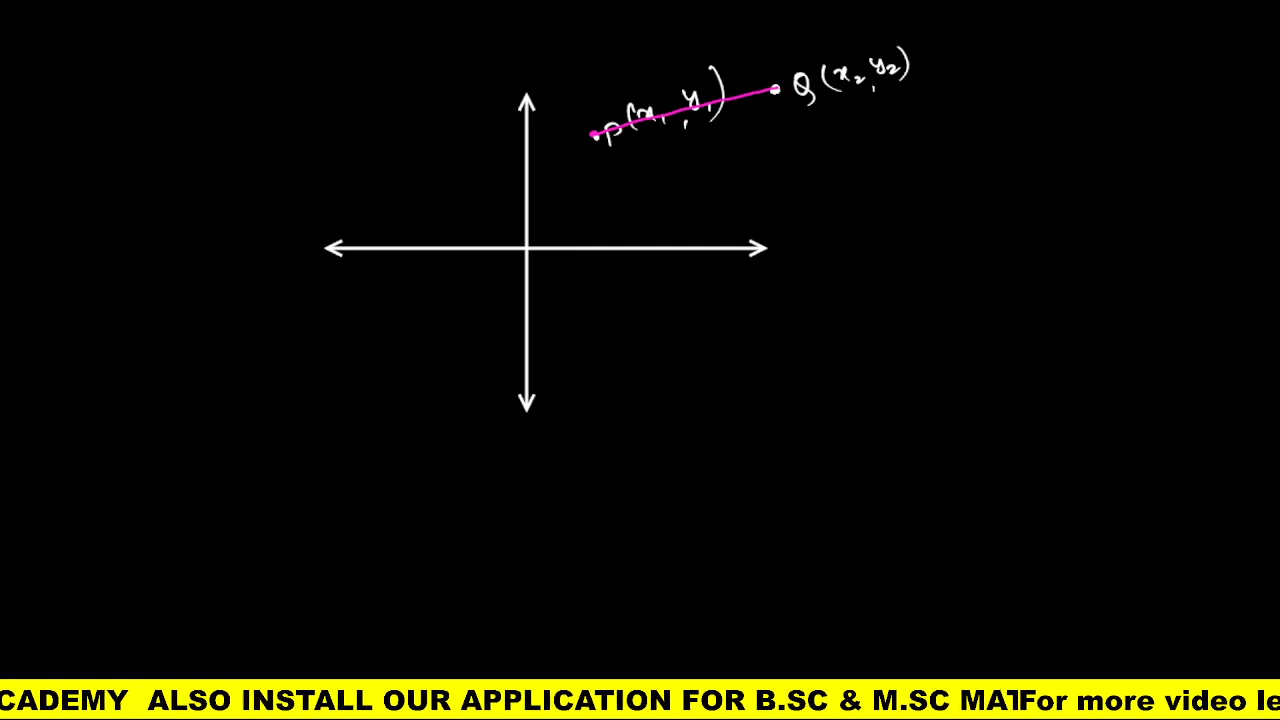 P(x₁, y₁)
Q(x₂, y₂)
CADEMY ALSO INSTALL OUR APPLICATION FOR B.SC & M.SC MATFor more video le